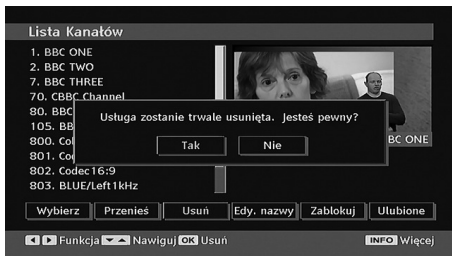 Lista Kanałów
1. BBC ONE
2. BBC TWO
7. BBC THREE
70. CBBC Channel
80. BBC
105. BB
800. Col
801. Co
802. Codec16:9
803. BLUE/Left1kHz
BC ONE
Usługa zostanie trwale usunięta. Jesteś pewny?
Tak Nie
Wybierz Przenieś Usuń Edy. nazwy Zablokuj Ulubione
Funkcja Nawiguj OK Usuń INFO Więcej